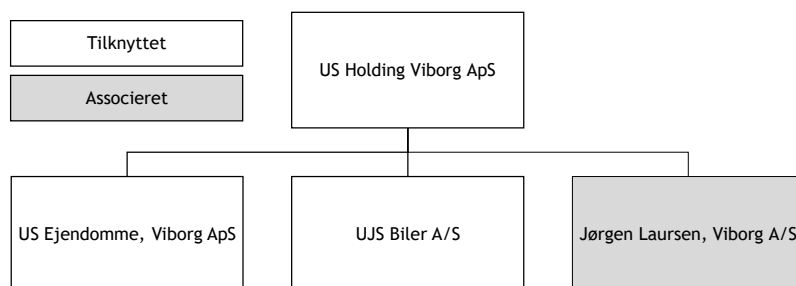 Tilknyttet
Associeret
US Holding Viborg ApS
US Ejendomme, Viborg ApS
UJS Biler A/S
Jørgen Laursen, Viborg A/S